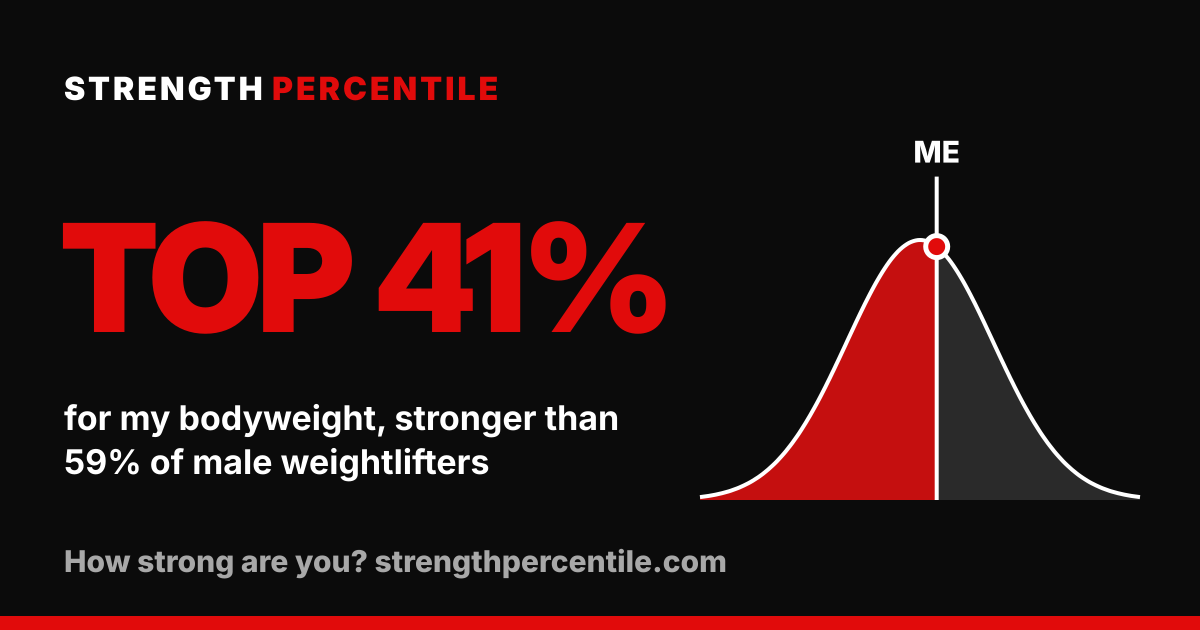 STRENGTH PERCENTILE
ME
TOP 41%
for my bodyweight, stronger than
59% of male weightlifters
How strong are you? strengthpercentile.com